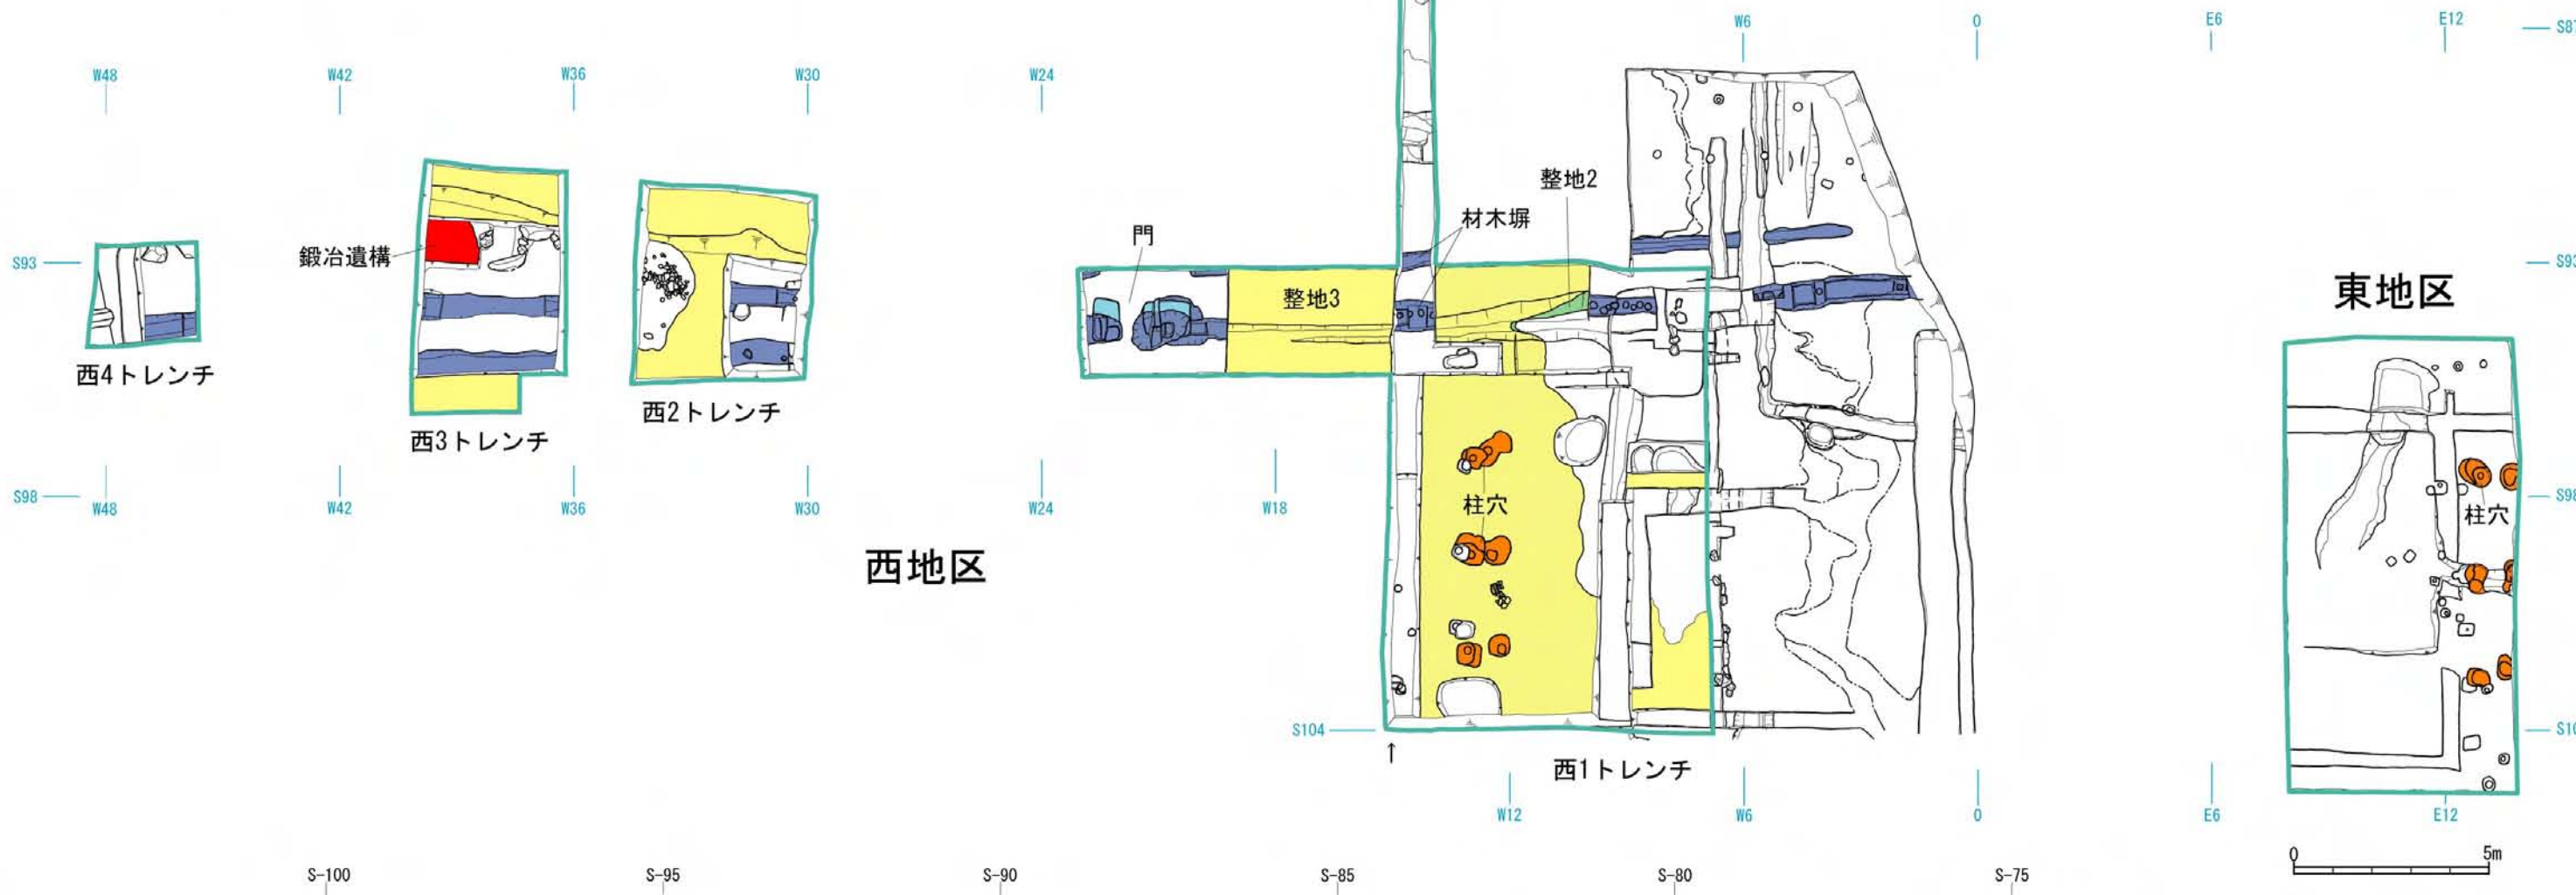 W6
0
E6
E12
S87
W48
W42
W36
W30
W24
整地2
材木塀
門
S93
鍛冶遺構
整地3
S93
東地区
西4トレンチ
西3トレンチ
西2トレンチ
S98
W48
W42
W36
W30
W24
W18
柱穴
柱穴
S98
西地区
S104
↑
西1トレンチ
W12
W6
0
E6
E12
0
5m
S-100
S-95
S-90
S-85
S-80
S-75